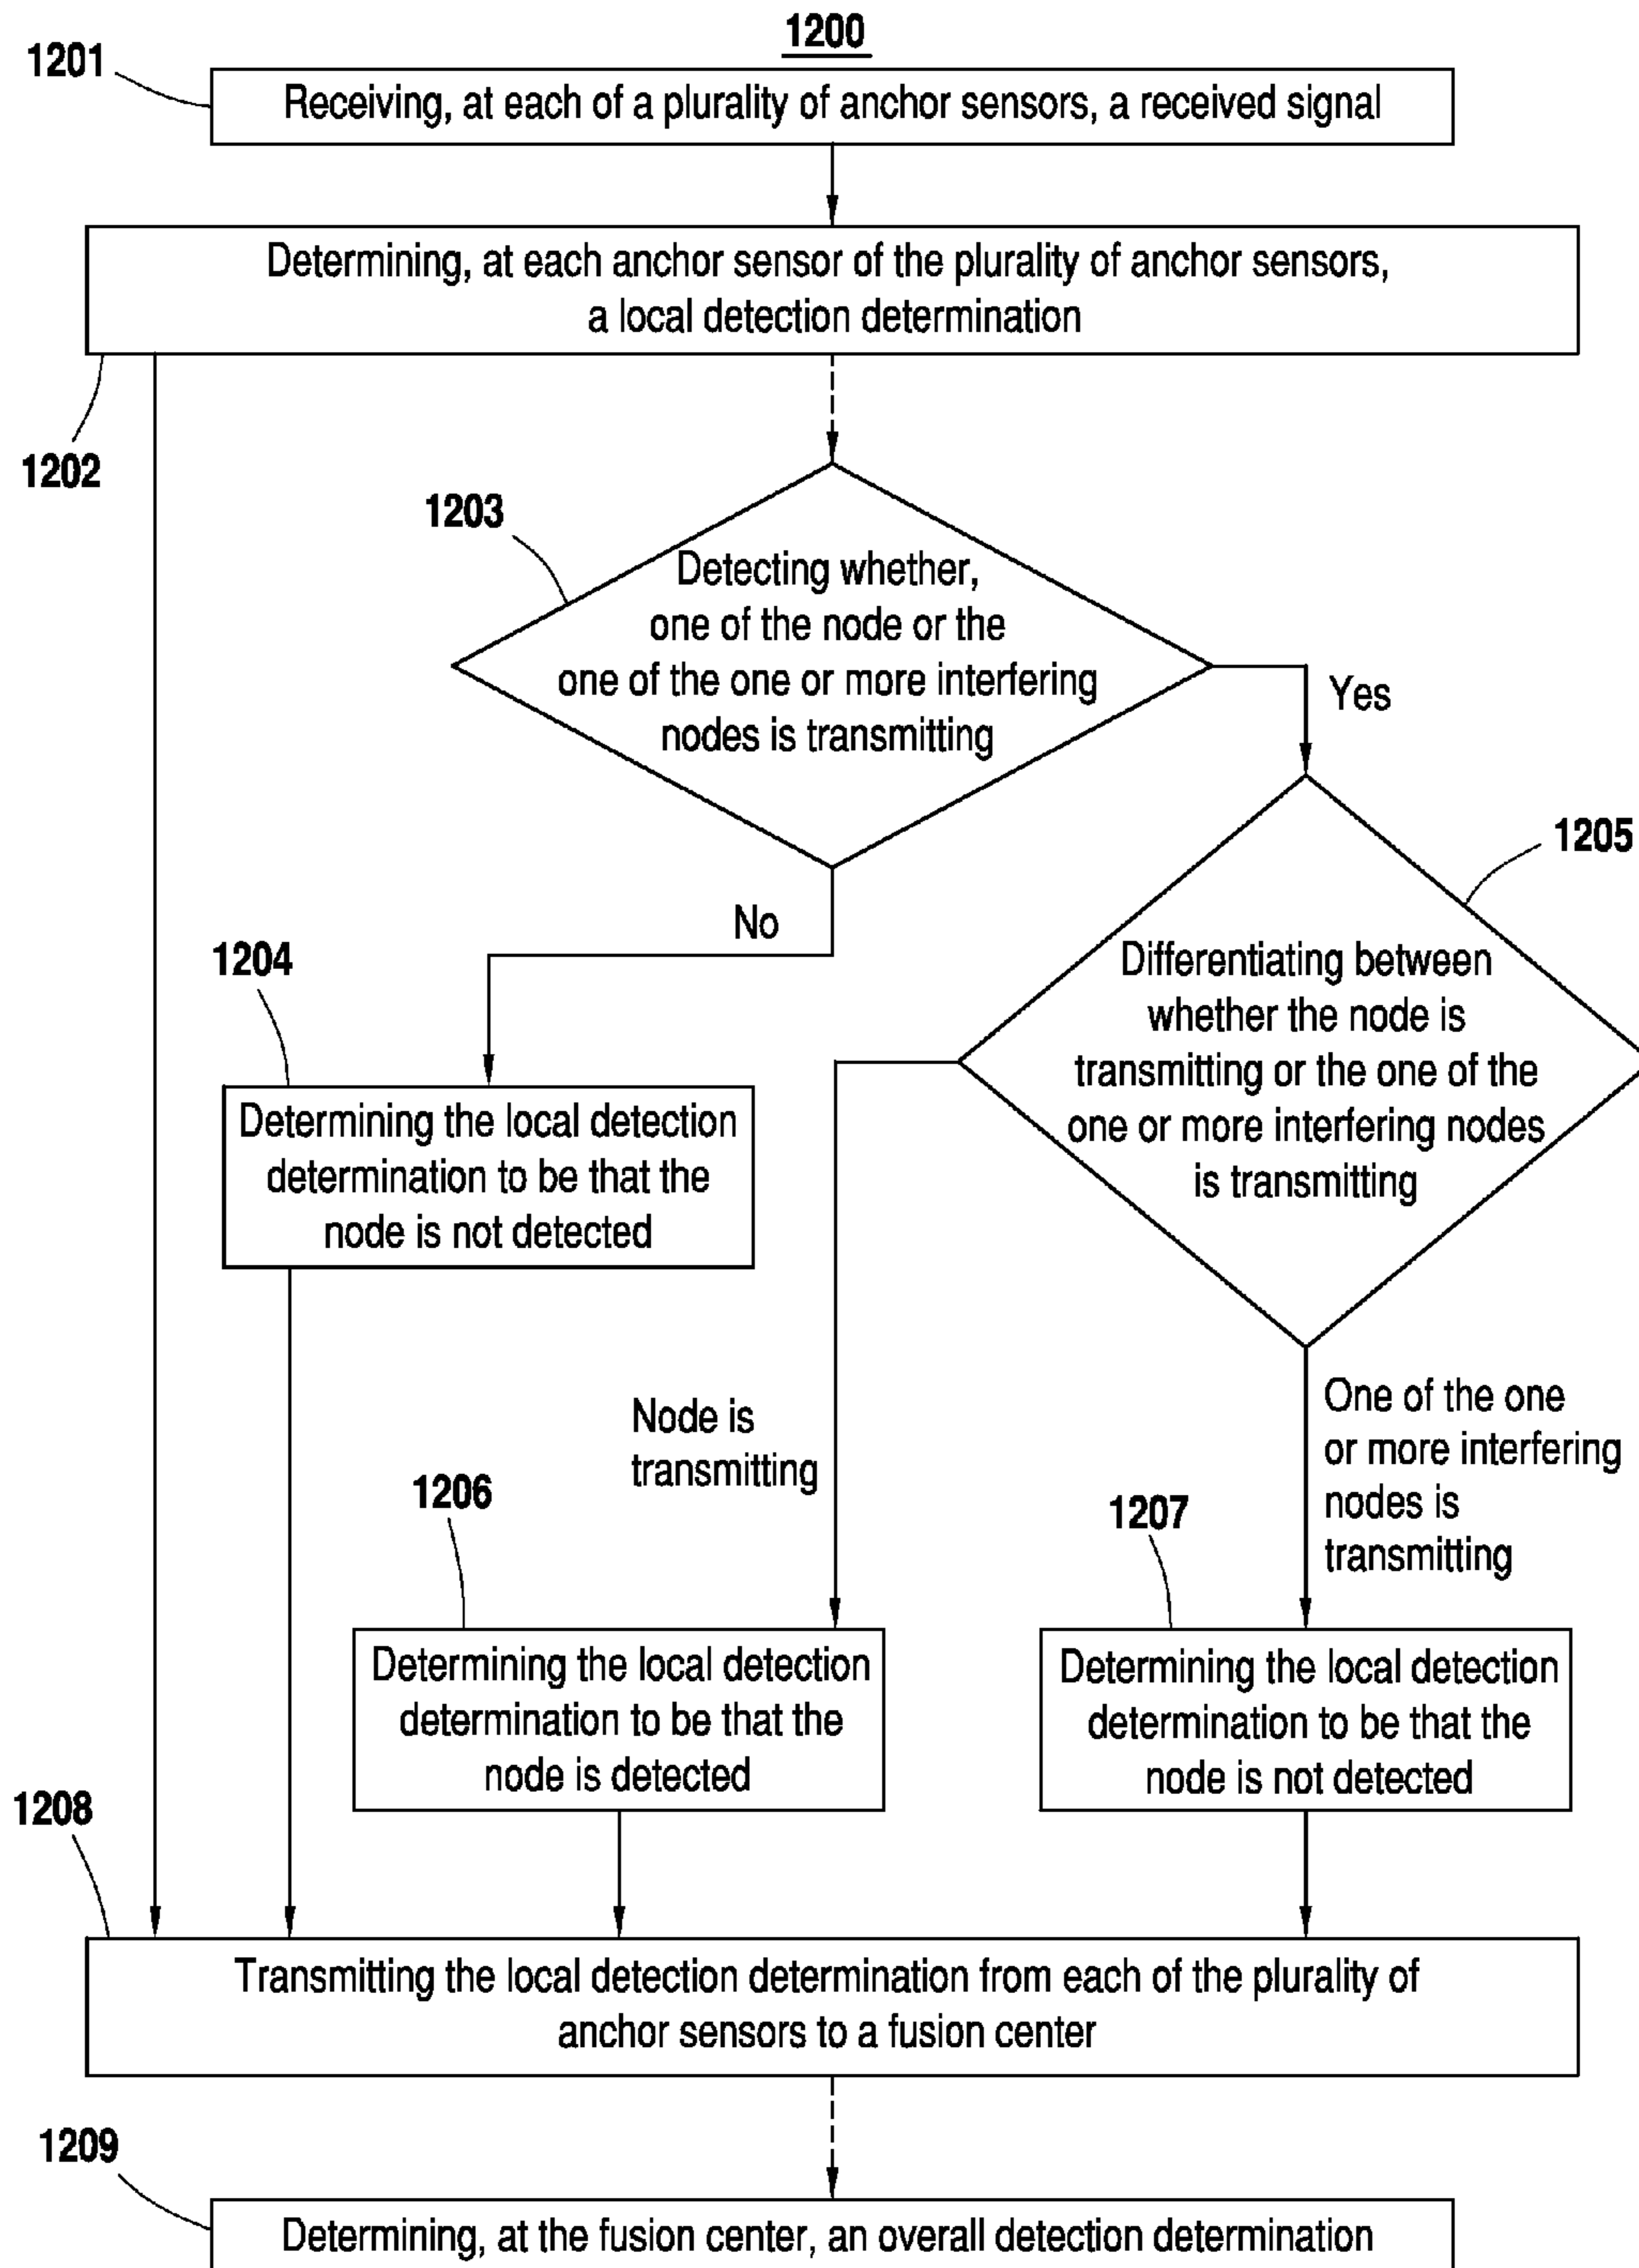 1200
1201
Receiving, at each of a plurality of anchor sensors, a received signal
Determining, at each anchor sensor of the plurality of anchor sensors,
a local detection determination
1202
1203
Detecting whether,
one of the node or the
one of the one or more interfering
nodes is transmitting
Yes
No
1205
Differentiating between
whether the node is
transmitting or the one of the
one or more interfering nodes
is transmitting
1204
Determining the local detection
determination to be that the
node is not detected
Node is
transmitting
One of the one
or more interfering
nodes is
transmitting
1206
Determining the local detection
determination to be that the
node is detected
1207
Determining the local detection
determination to be that the
node is not detected
1208
Transmitting the local detection determination from each of the plurality of
anchor sensors to a fusion center
1209
Determining, at the fusion center, an overall detection determination